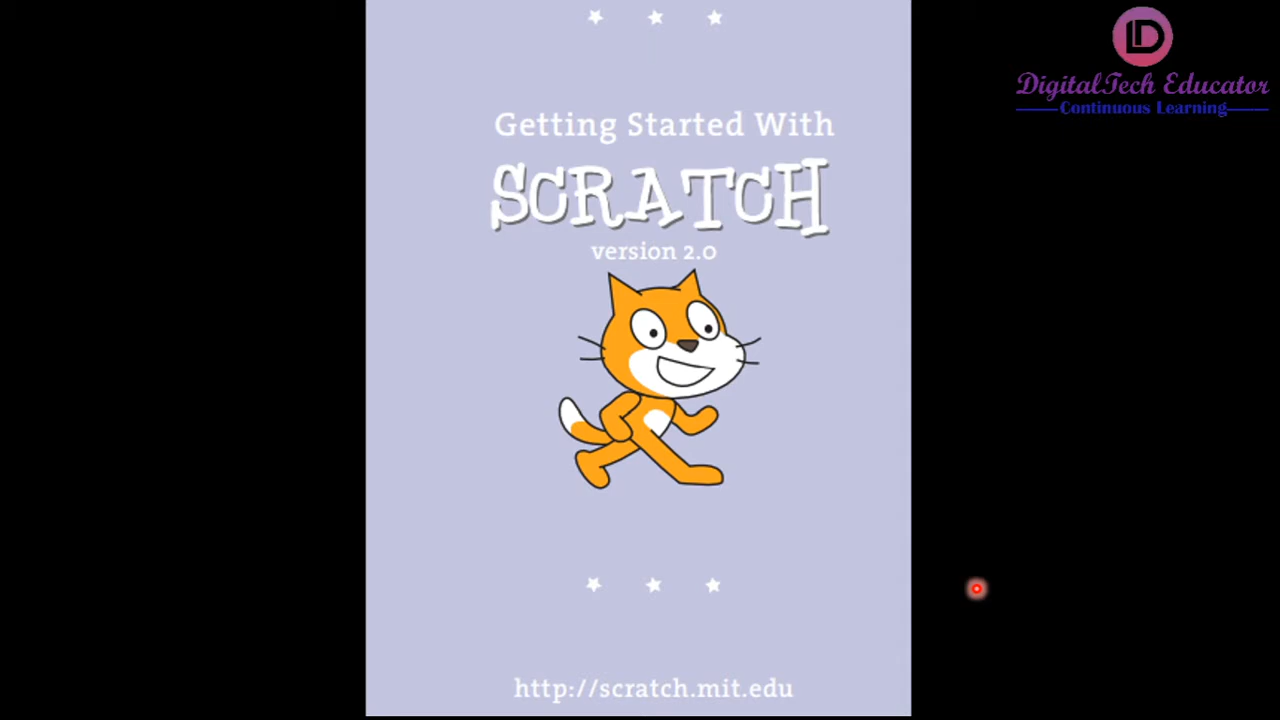 Getting Started With
SCRATCH
version 2.0
http://scratch.mit.edu
DigitalTech Educator
Continuous Learning